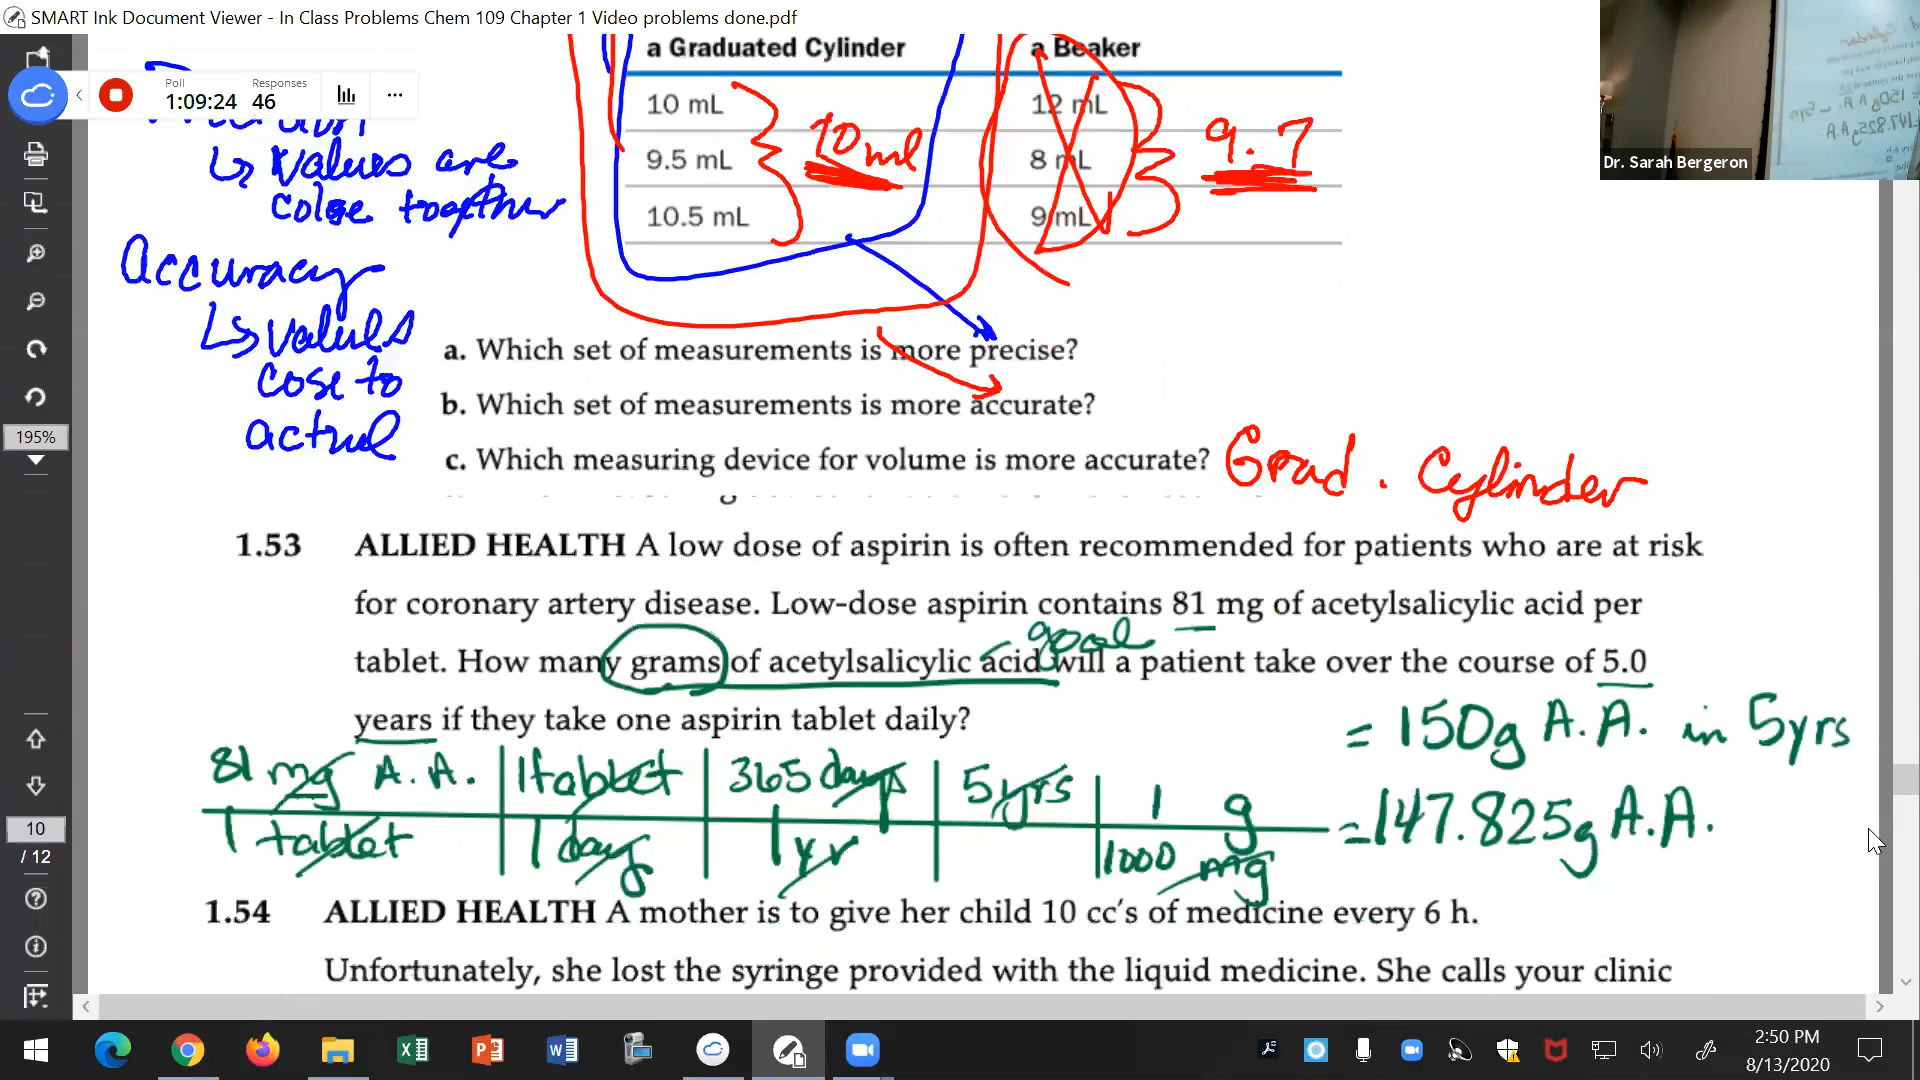 SMART Ink Document Viewer - In Class Problems Chem 109 Chapter 1 Video problems done.pdf
Poll
Responses
1:09:24 46
a Graduated Cylinder
a Beaker
10 mL
12 mL
9.5 mL
8 mL
10.5 mL
9 mL
10 ml
9.7
Dr. Sarah Bergeron
↳ values are
colose together
Accuracy
↳ values
cose to
actual
a. Which set of measurements is more precise?
b. Which set of measurements is more accurate?
c. Which measuring device for volume is more accurate?
Grad. Cylinder
1.53 ALLIED HEALTH A low dose of aspirin is often recommended for patients who are at risk
for coronary artery disease. Low-dose aspirin contains 81 mg of acetylsalicylic acid per
goal
tablet. How many grams of acetylsalicylic acid will a patient take over the course of 5.0
years if they take one aspirin tablet daily?
= 150g A.A. in 5yrs
81 mg A.A. 1 tablet 365 days 5 yrs 1 g
1 tablet 1 day 1 yr 1000 mg
= 147.825g A.A.
1.54 ALLIED HEALTH A mother is to give her child 10 cc's of medicine every 6 h.
Unfortunately, she lost the syringe provided with the liquid medicine. She calls your clinic
195%
10
/ 12
2:50 PM
8/13/2020